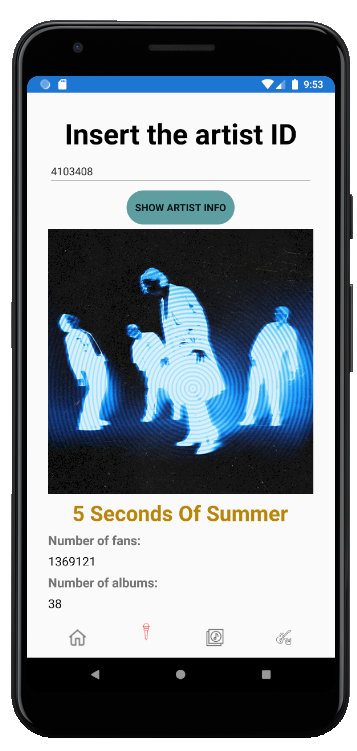 9:53
Insert the artist ID
4103408
SHOW ARTIST INFO
5 Seconds Of Summer
Number of fans:
1369121
Number of albums:
38